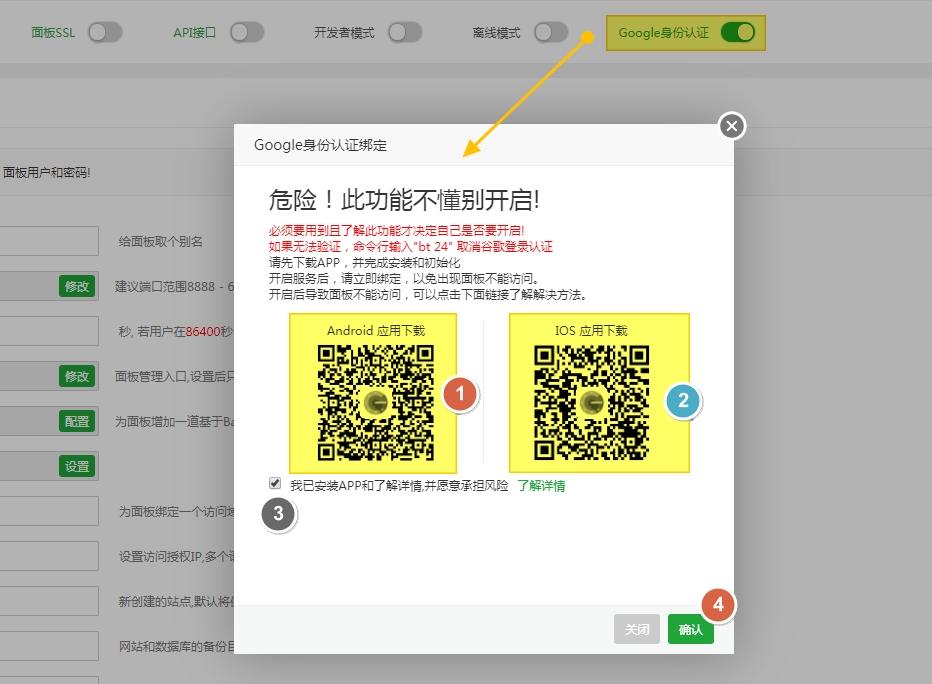 面板SSL
API接口
开发者模式
离线模式
Google身份认证
Google身份认证绑定
面板用户和密码!
危险！此功能不懂别开启!
必须要用到且了解此功能才决定自己是否要开启!
如果无法验证，命令行输入"bt 24" 取消谷歌登录认证
请先下载APP，并完成安装和初始化
开启服务后，请立即绑定，以免出现面板不能访问。
开启后导致面板不能访问，可以点击下面链接了解解决方法。
给面板取个别名
修改
建议端口范围8888 - 6
秒, 若用户在86400秒
修改
面板管理入口,设置后只
配置
为面板增加一道基于Ba
设置
Android 应用下载
IOS 应用下载
1
2
我已安装APP和了解详情,并愿意承担风险
了解详情
3
为面板绑定一个访问域
设置访问授权IP,多个请
新创建的站点,默认将保
网站和数据库的备份目
4
关闭
确认